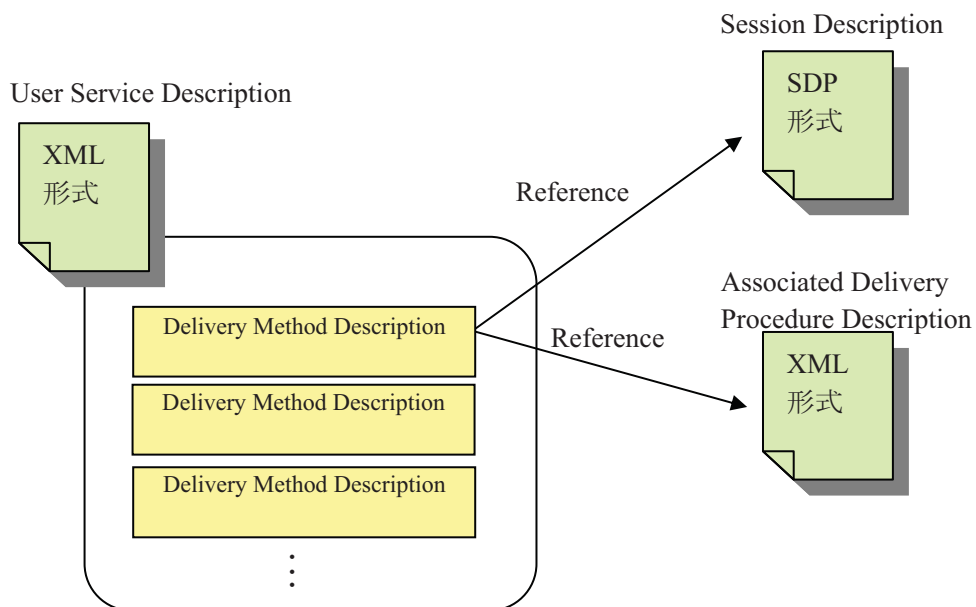 User Service Description
XML
形式
Delivery Method Description
Delivery Method Description
Delivery Method Description
⋮
Reference
Reference
Session Description
SDP
形式
Associated Delivery
Procedure Description
XML
形式